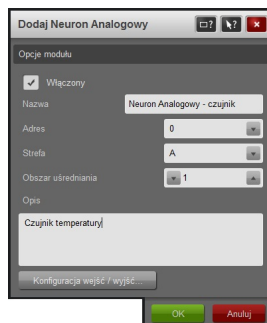 Dodaj Neuron Analogowy
Opcje modułu
Włączony
Nazwa Neuron Analogowy - czujnik
Adres 0
Strefa A
Obszar uśredniania 1
Opis
Czujnik temperatury
Konfiguracja wejść / wyjść...
OK Anuluj